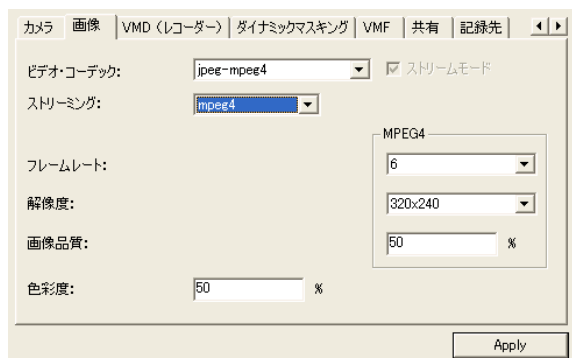 カメラ 画像 VMD（レコーダー） ダイナミックマスキング VMF 共有 記録先
ビデオ・コーデック: jpeg-mpeg4 ストリームモード
ストリーミング: mpeg4
MPEG4
フレームレート: 6
解像度: 320x240
画像品質: 50 %
色彩度: 50 %
Apply